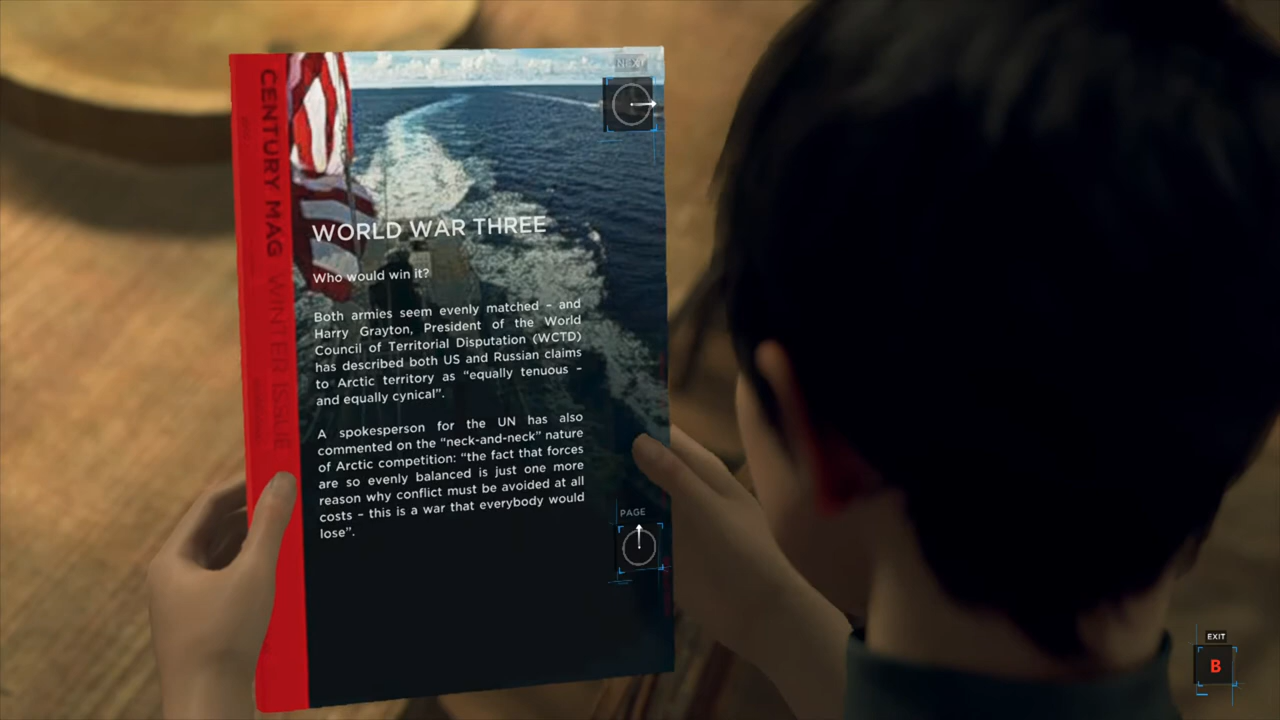 CENTURY MAG WINTER ISSUE
NEXT
WORLD WAR THREE
Who would win it?
Both armies seem evenly matched – and
Harry Grayton, President of the World
Council of Territorial Disputation (WCTD)
has described both US and Russian claims
to Arctic territory as “equally tenuous –
and equally cynical”.
A spokesperson for the UN has also
commented on the “neck-and-neck” nature
of Arctic competition: “the fact that forces
are so evenly balanced is just one more
reason why conflict must be avoided at all
costs – this is a war that everybody would
lose”.
PAGE
EXIT
B